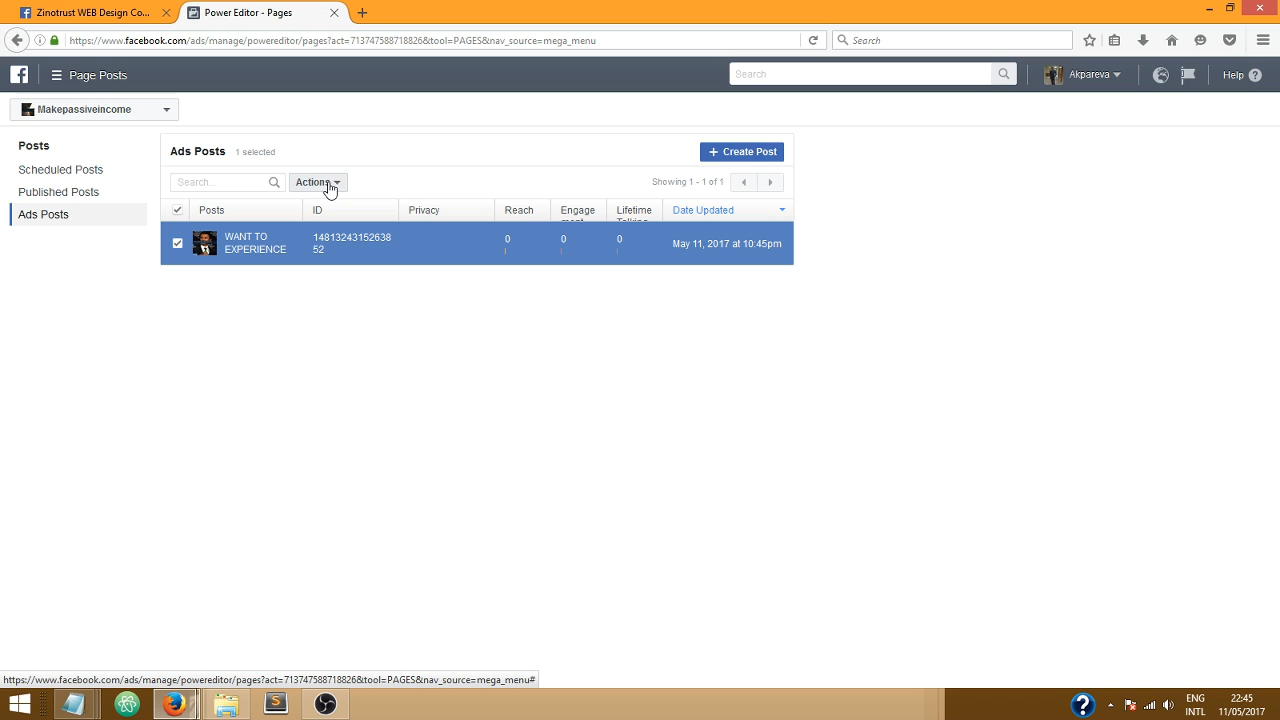 Zinotrust WEB Design Co...
Power Editor - Pages
https://www.facebook.com/ads/manage/powereditor/pages?act=713747588718826&tool=PAGES&nav_source=mega_menu
Search
Page Posts
Search
Akpareva
Help
Makepassiveincome
Posts
Scheduled Posts
Published Posts
Ads Posts
Ads Posts 1 selected
+ Create Post
Search...
Actions
Showing 1 - 1 of 1
Posts ID Privacy Reach Engage Lifetime Date Updated
WANT TO
EXPERIENCE
14813243152638
52
0 0 0
May 11, 2017 at 10:45pm
https://www.facebook.com/ads/manage/powereditor/pages?act=713747588718826&tool=PAGES&nav_source=mega_menu#
ENG
INTL
22:45
11/05/2017